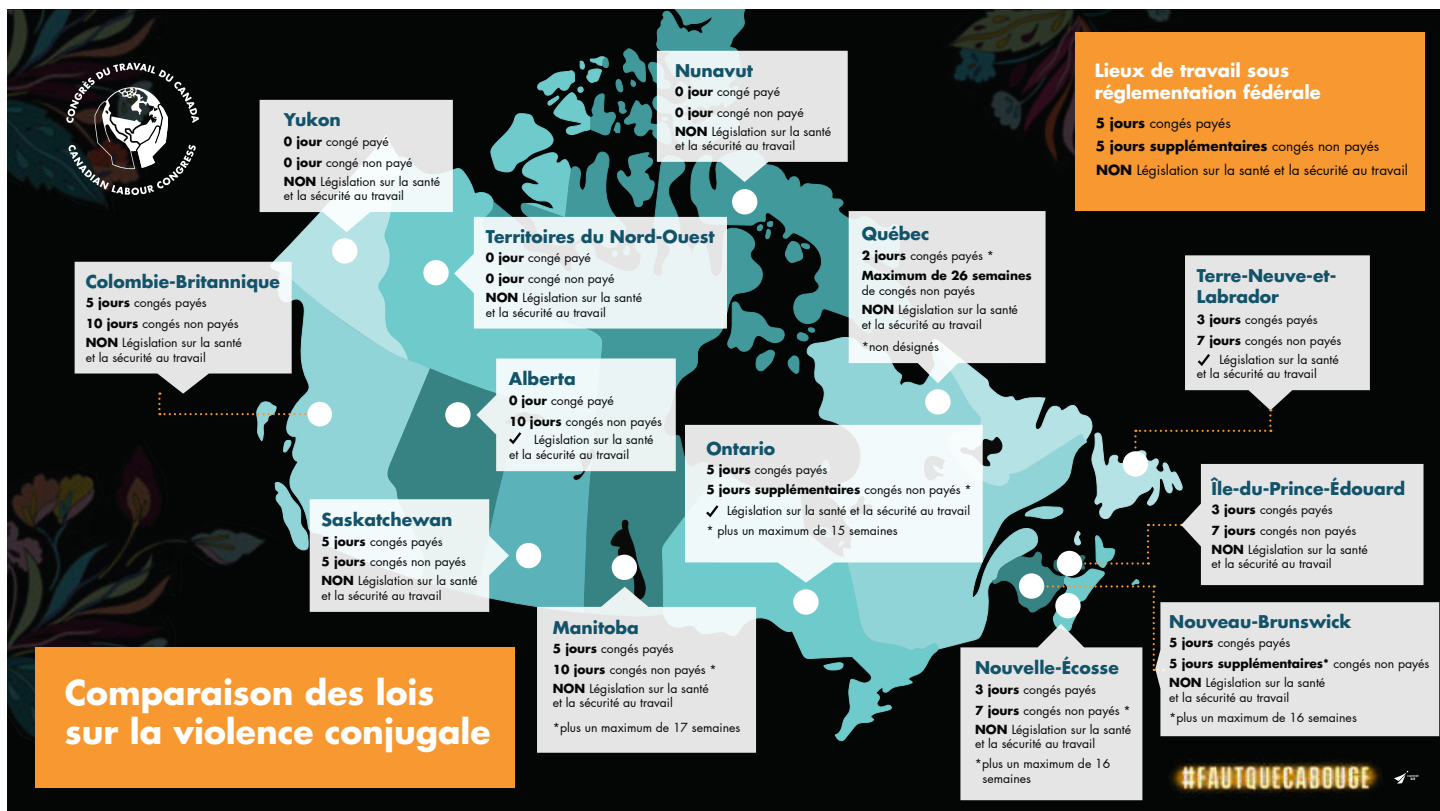 CONGRÈS DU TRAVAIL DU CANADA
CANADIAN LABOUR CONGRESS
Yukon
0 jour congé payé
0 jour congé non payé
NON Législation sur la santé
et la sécurité au travail
Nunavut
0 jour congé payé
0 jour congé non payé
NON Législation sur la santé
et la sécurité au travail
Lieux de travail sous
réglementation fédérale
5 jours congés payés
5 jours supplémentaires congés non payés
NON Législation sur la santé et la sécurité au travail
Territoires du Nord-Ouest
0 jour congé payé
0 jour congé non payé
NON Législation sur la santé
et la sécurité au travail
Québec
2 jours congés payés *
Maximum de 26 semaines
de congés non payés
NON Législation sur la santé
et la sécurité au travail
*non désignés
Colombie-Britannique
5 jours congés payés
10 jours congés non payés
NON Législation sur la santé
et la sécurité au travail
Terre-Neuve-et-
Labrador
3 jours congés payés
7 jours congés non payés
✓ Législation sur la santé
et la sécurité au travail
Alberta
0 jour congé payé
10 jours congés non payés
✓ Législation sur la santé
et la sécurité au travail
Ontario
5 jours congés payés
5 jours supplémentaires congés non payés *
✓ Législation sur la santé et la sécurité au travail
* plus un maximum de 15 semaines
Île-du-Prince-Édouard
3 jours congés payés
7 jours congés non payés
NON Législation sur la santé
et la sécurité au travail
Saskatchewan
5 jours congés payés
5 jours congés non payés
NON Législation sur la santé
et la sécurité au travail
Manitoba
5 jours congés payés
10 jours congés non payés *
NON Législation sur la santé
et la sécurité au travail
*plus un maximum de 17 semaines
Nouvelle-Écosse
3 jours congés payés
7 jours congés non payés *
NON Législation sur la santé
et la sécurité au travail
*plus un maximum de 16
semaines
Nouveau-Brunswick
5 jours congés payés
5 jours supplémentaires* congés non payés
NON Législation sur la santé
et la sécurité au travail
*plus un maximum de 16 semaines
Comparaison des lois
sur la violence conjugale
#FAUTQUECABOUGE